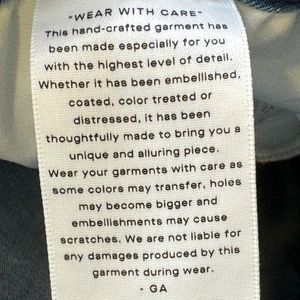 "WEAR WITH CARE"
This hand-crafted garment has
been made especially for you
with the highest level of detail.
Whether it has been embellished,
coated, color treated or
distressed, it has been
thoughtfully made to bring you a
unique and alluring piece.
Wear your garments with care as
some colors may transfer, holes
may become bigger and
embellishments may cause
scratches. We are not liable for
any damages produced by this
garment during wear.
- GA